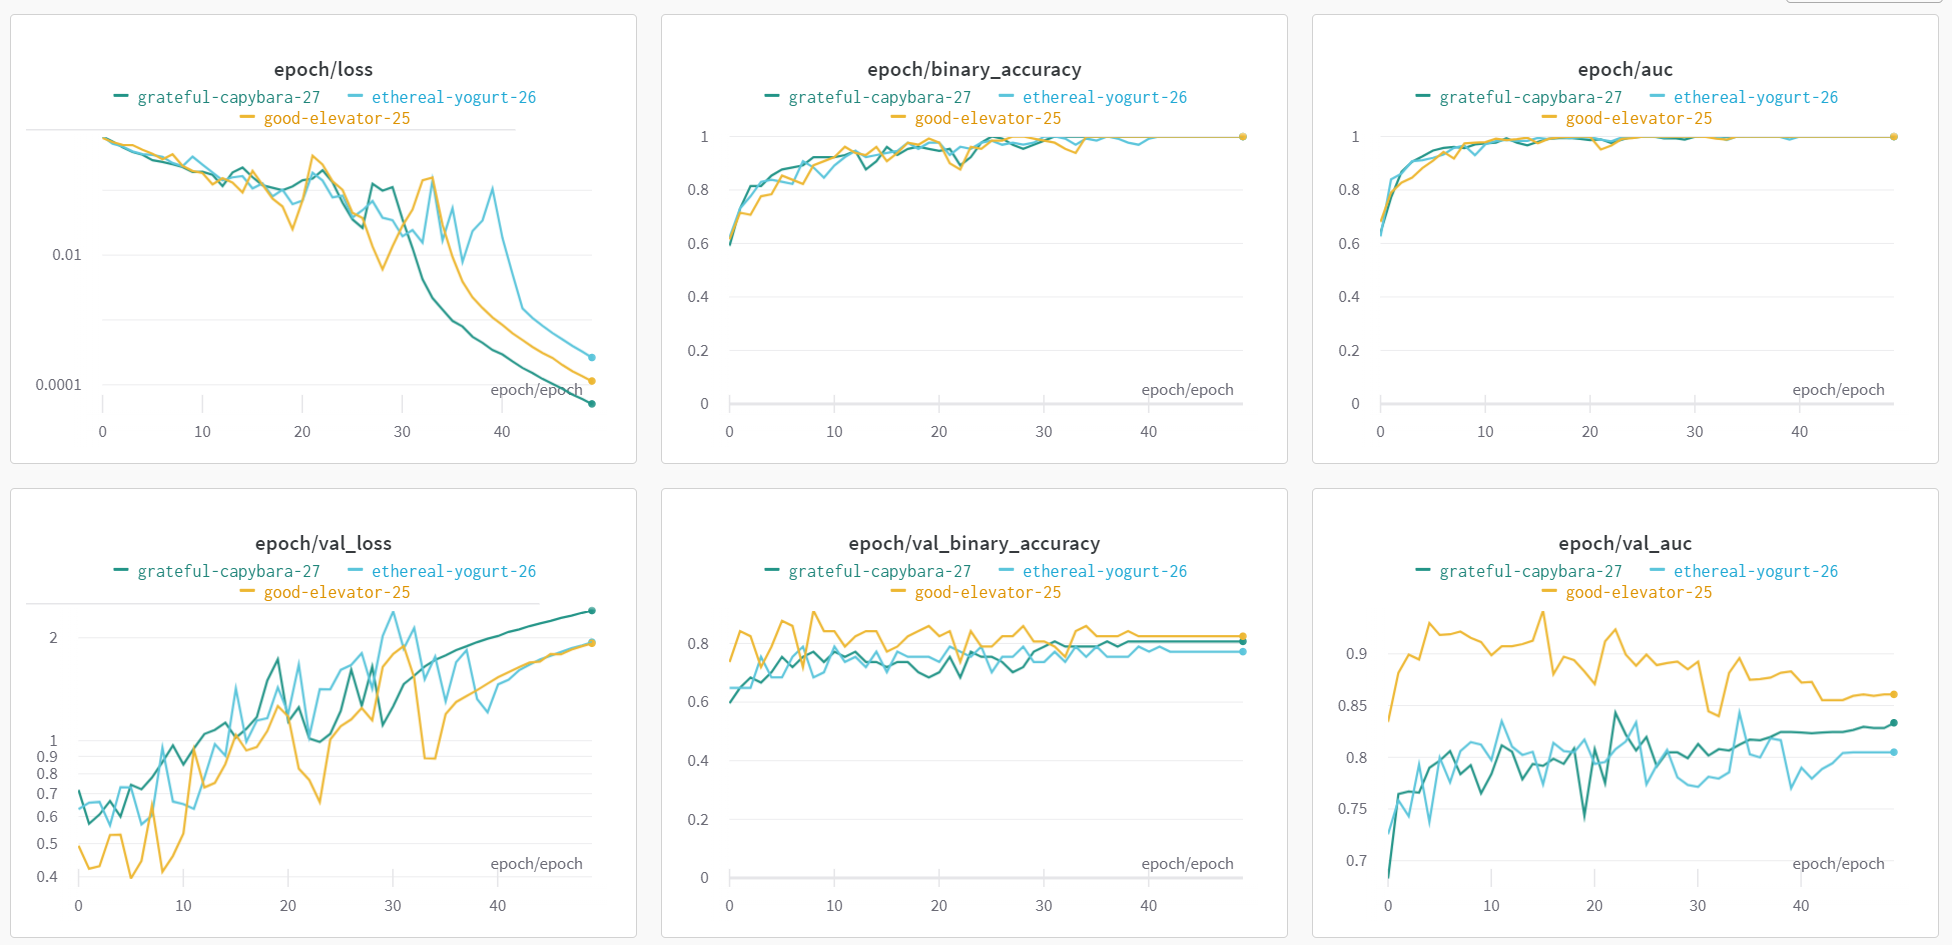 epoch/loss
grateful-capybara-27 ethereal-yogurt-26
good-elevator-25
0.01
0.0001
epoch/epoch
0 10 20 30 40
epoch/binary_accuracy
grateful-capybara-27 ethereal-yogurt-26
good-elevator-25
1
0.8
0.6
0.4
0.2
epoch/epoch
0
0 10 20 30 40
epoch/auc
grateful-capybara-27 ethereal-yogurt-26
good-elevator-25
1
0.8
0.6
0.4
0.2
epoch/epoch
0
0 10 20 30 40
epoch/val_loss
grateful-capybara-27 ethereal-yogurt-26
good-elevator-25
2
1
0.9
0.8
0.7
0.6
0.5
epoch/epoch
0.4
0 10 20 30 40
epoch/val_binary_accuracy
grateful-capybara-27 ethereal-yogurt-26
good-elevator-25
0.8
0.6
0.4
0.2
epoch/epoch
0
0 10 20 30 40
epoch/val_auc
grateful-capybara-27 ethereal-yogurt-26
good-elevator-25
0.9
0.85
0.8
0.75
0.7
epoch/epoch
0 10 20 30 40